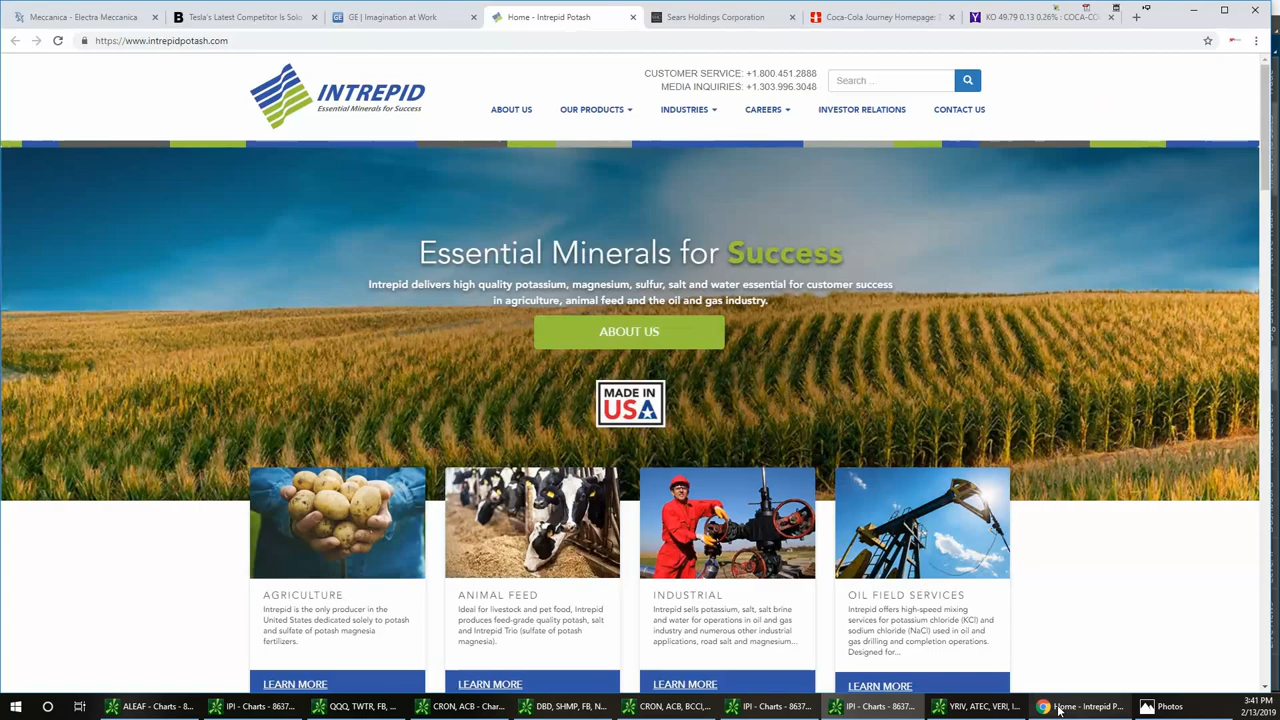 Meccanica - Electra Meccanica
Tesla's Latest Competitor Is Solo
GE | Imagination at Work
Home - Intrepid Potash
Sears Holdings Corporation
Coca-Cola Journey Homepage: T
KO 49.79 0.13 0.26% : COCA-CO
https://www.intrepidpotash.com
INTREPID
Essential Minerals for Success
CUSTOMER SERVICE: +1.800.451.2888
MEDIA INQUIRIES: +1.303.996.3048
Search ..
ABOUT US
OUR PRODUCTS
INDUSTRIES
CAREERS
INVESTOR RELATIONS
CONTACT US
Essential Minerals for Success
Intrepid delivers high quality potassium, magnesium, sulfur, salt and water essential for customer success
in agriculture, animal feed and the oil and gas industry.
ABOUT US
MADE IN
USA
AGRICULTURE
Intrepid is the only producer in the
United States dedicated solely to potash
and sulfate of potash magnesia
fertilizers.
LEARN MORE
ANIMAL FEED
Ideal for livestock and pet food, Intrepid
produces feed-grade quality potash, salt
and Intrepid Trio (sulfate of potash
magnesia).
LEARN MORE
INDUSTRIAL
Intrepid sells potassium, salt, salt brine
and water for operations in oil and gas
industry and numerous other industrial
applications, road salt and magnesium...
LEARN MORE
OIL FIELD SERVICES
Intrepid offers high-speed mixing
services for potassium chloride (KCl) and
sodium chloride (NaCl) used in oil and
gas drilling and completion operations.
Designed for...
LEARN MORE
ALEAF - Charts - 8...
IPI - Charts - 8637...
QQQ, TWTR, FB, ...
CRON, ACB - Char...
DBD, SHMP, FB, N...
CRON, ACB, BCCI,...
IPI - Charts - 8637...
IPI - Charts - 8637...
YRIV, ATEC, VERI, I...
Home - Intrepid P...
Photos
3:41 PM
2/13/2019